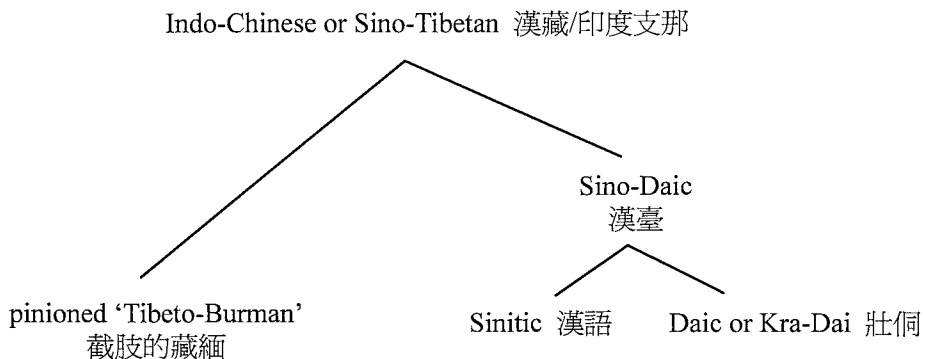 Indo-Chinese or Sino-Tibetan 漢藏/印度支那
Sino-Daic
漢臺
pinioned ‘Tibeto-Burman’
截肢的藏緬
Sinitic 漢語
Daic or Kra-Dai 壯侗